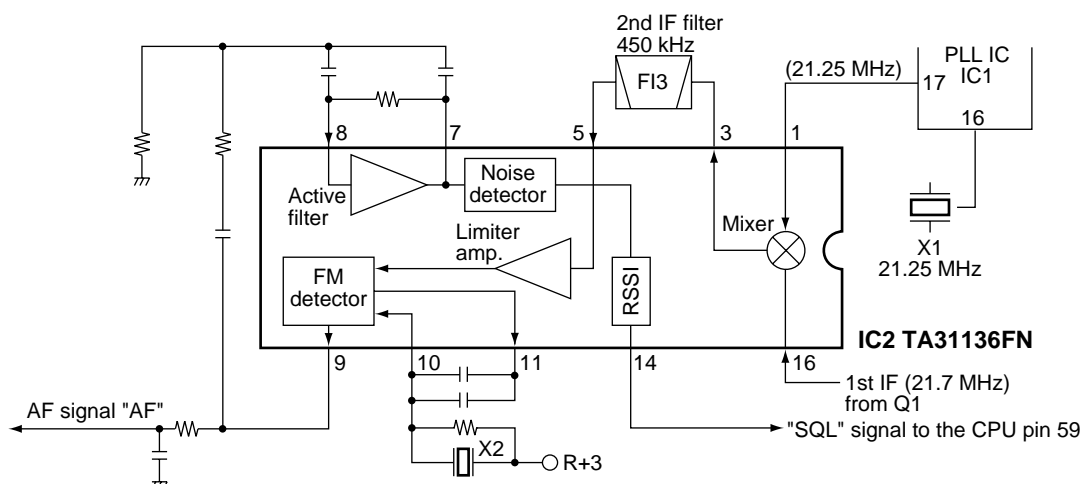 2nd IF filter
450 kHz
FI3
(21.25 MHz)
PLL IC
IC1
17
16
8
7
5
3
1
Active
filter
Noise
detector
Limiter
amp.
Mixer
X1
21.25 MHz
FM
detector
RSSI
IC2 TA31136FN
9
10
11
14
16
1st IF (21.7 MHz)
from Q1
AF signal "AF"
"SQL" signal to the CPU pin 59
X2
R+3